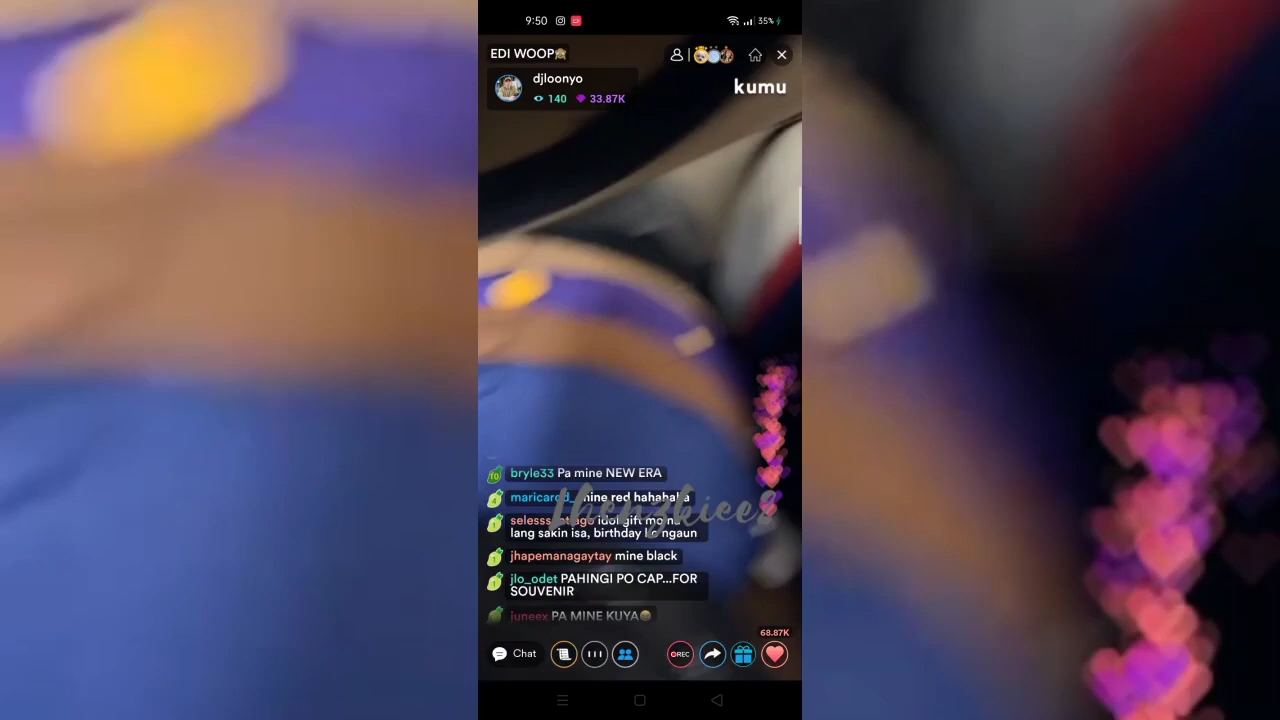 9:50
35%
EDI WOOP
djloonyo
140 33.87K
kumu
bryle33 Pa mine NEW ERA
mine red hahahaha
idol gift mo na
lang sakin isa, birthday ko ngaun
jhapemanagaytay mine black
jlo_odet PAHINGI PO CAP...FOR
SOUVENIR
juneex PA MINE KUYA
68.87K
Chat
REC